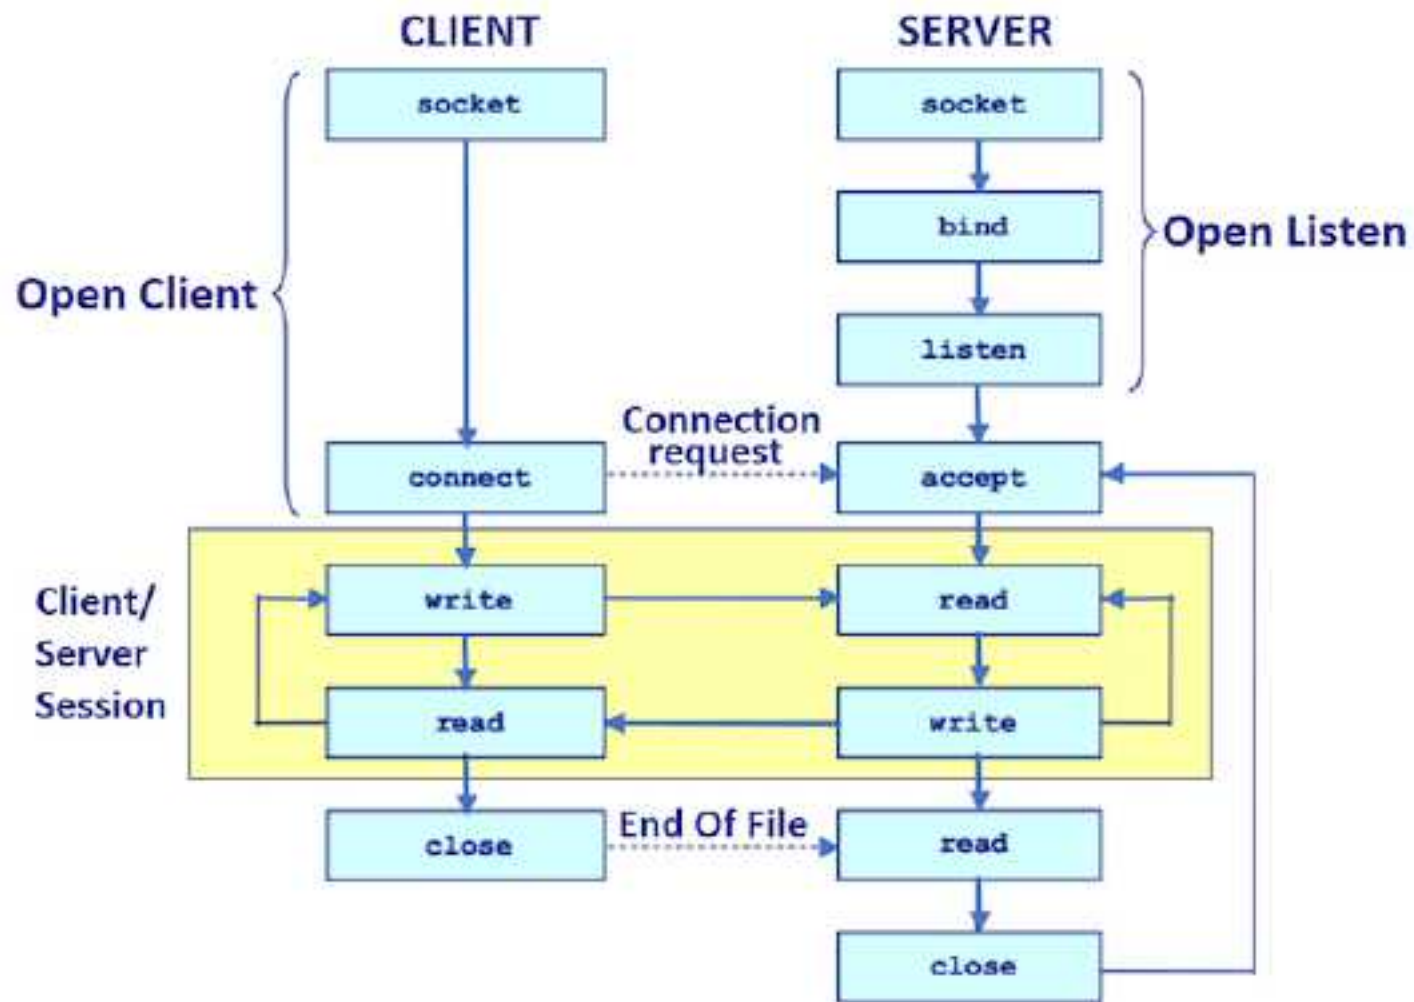 CLIENT
SERVER
socket
socket
bind
Open Listen
Open Client
listen
Connection
request
connect
accept
Client/
Server
Session
write
read
read
write
close
End Of File
read
close